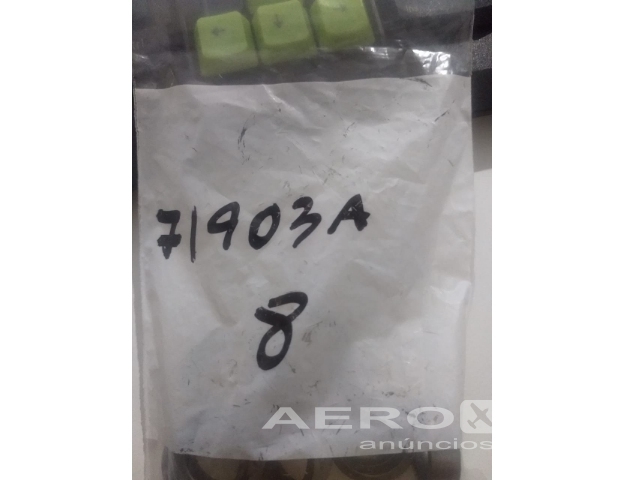 71903A
8
AERO X
anúncios